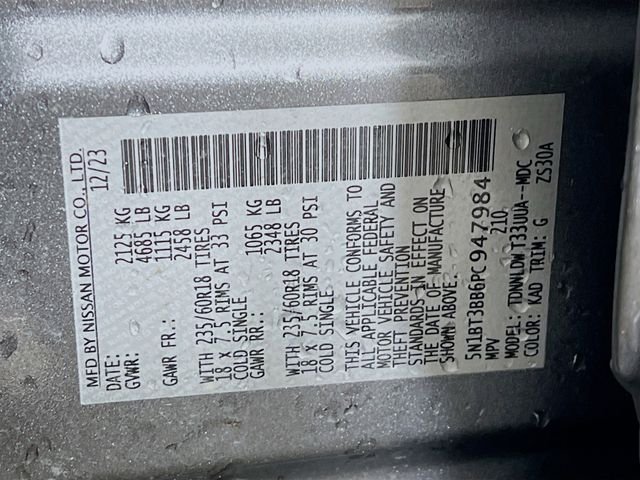 MFD BY NISSAN MOTOR CO., LTD.
DATE: 12/23
GVWR: 2125 KG
4685 LB
GAWR FR.: 1115 KG
2458 LB
WITH 235/60R18 TIRES
18 X 7.5 RIMS AT 33 PSI
COLD SINGLE
GAWR RR.: 1065 KG
2348 LB
WITH 235/60R18 TIRES
18 X 7.5 RIMS AT 30 PSI
COLD SINGLE
THIS VEHICLE CONFORMS TO
ALL APPLICABLE FEDERAL
MOTOR VEHICLE SAFETY AND
THEFT PREVENTION
STANDARDS IN EFFECT ON
THE DATE OF MANUFACTURE
SHOWN ABOVE.
5N1BT3BB6PC947984
MPV 210
MODEL: TDNNLDW T33UUA--MDC
COLOR: KAD TRIM: G ZS30A